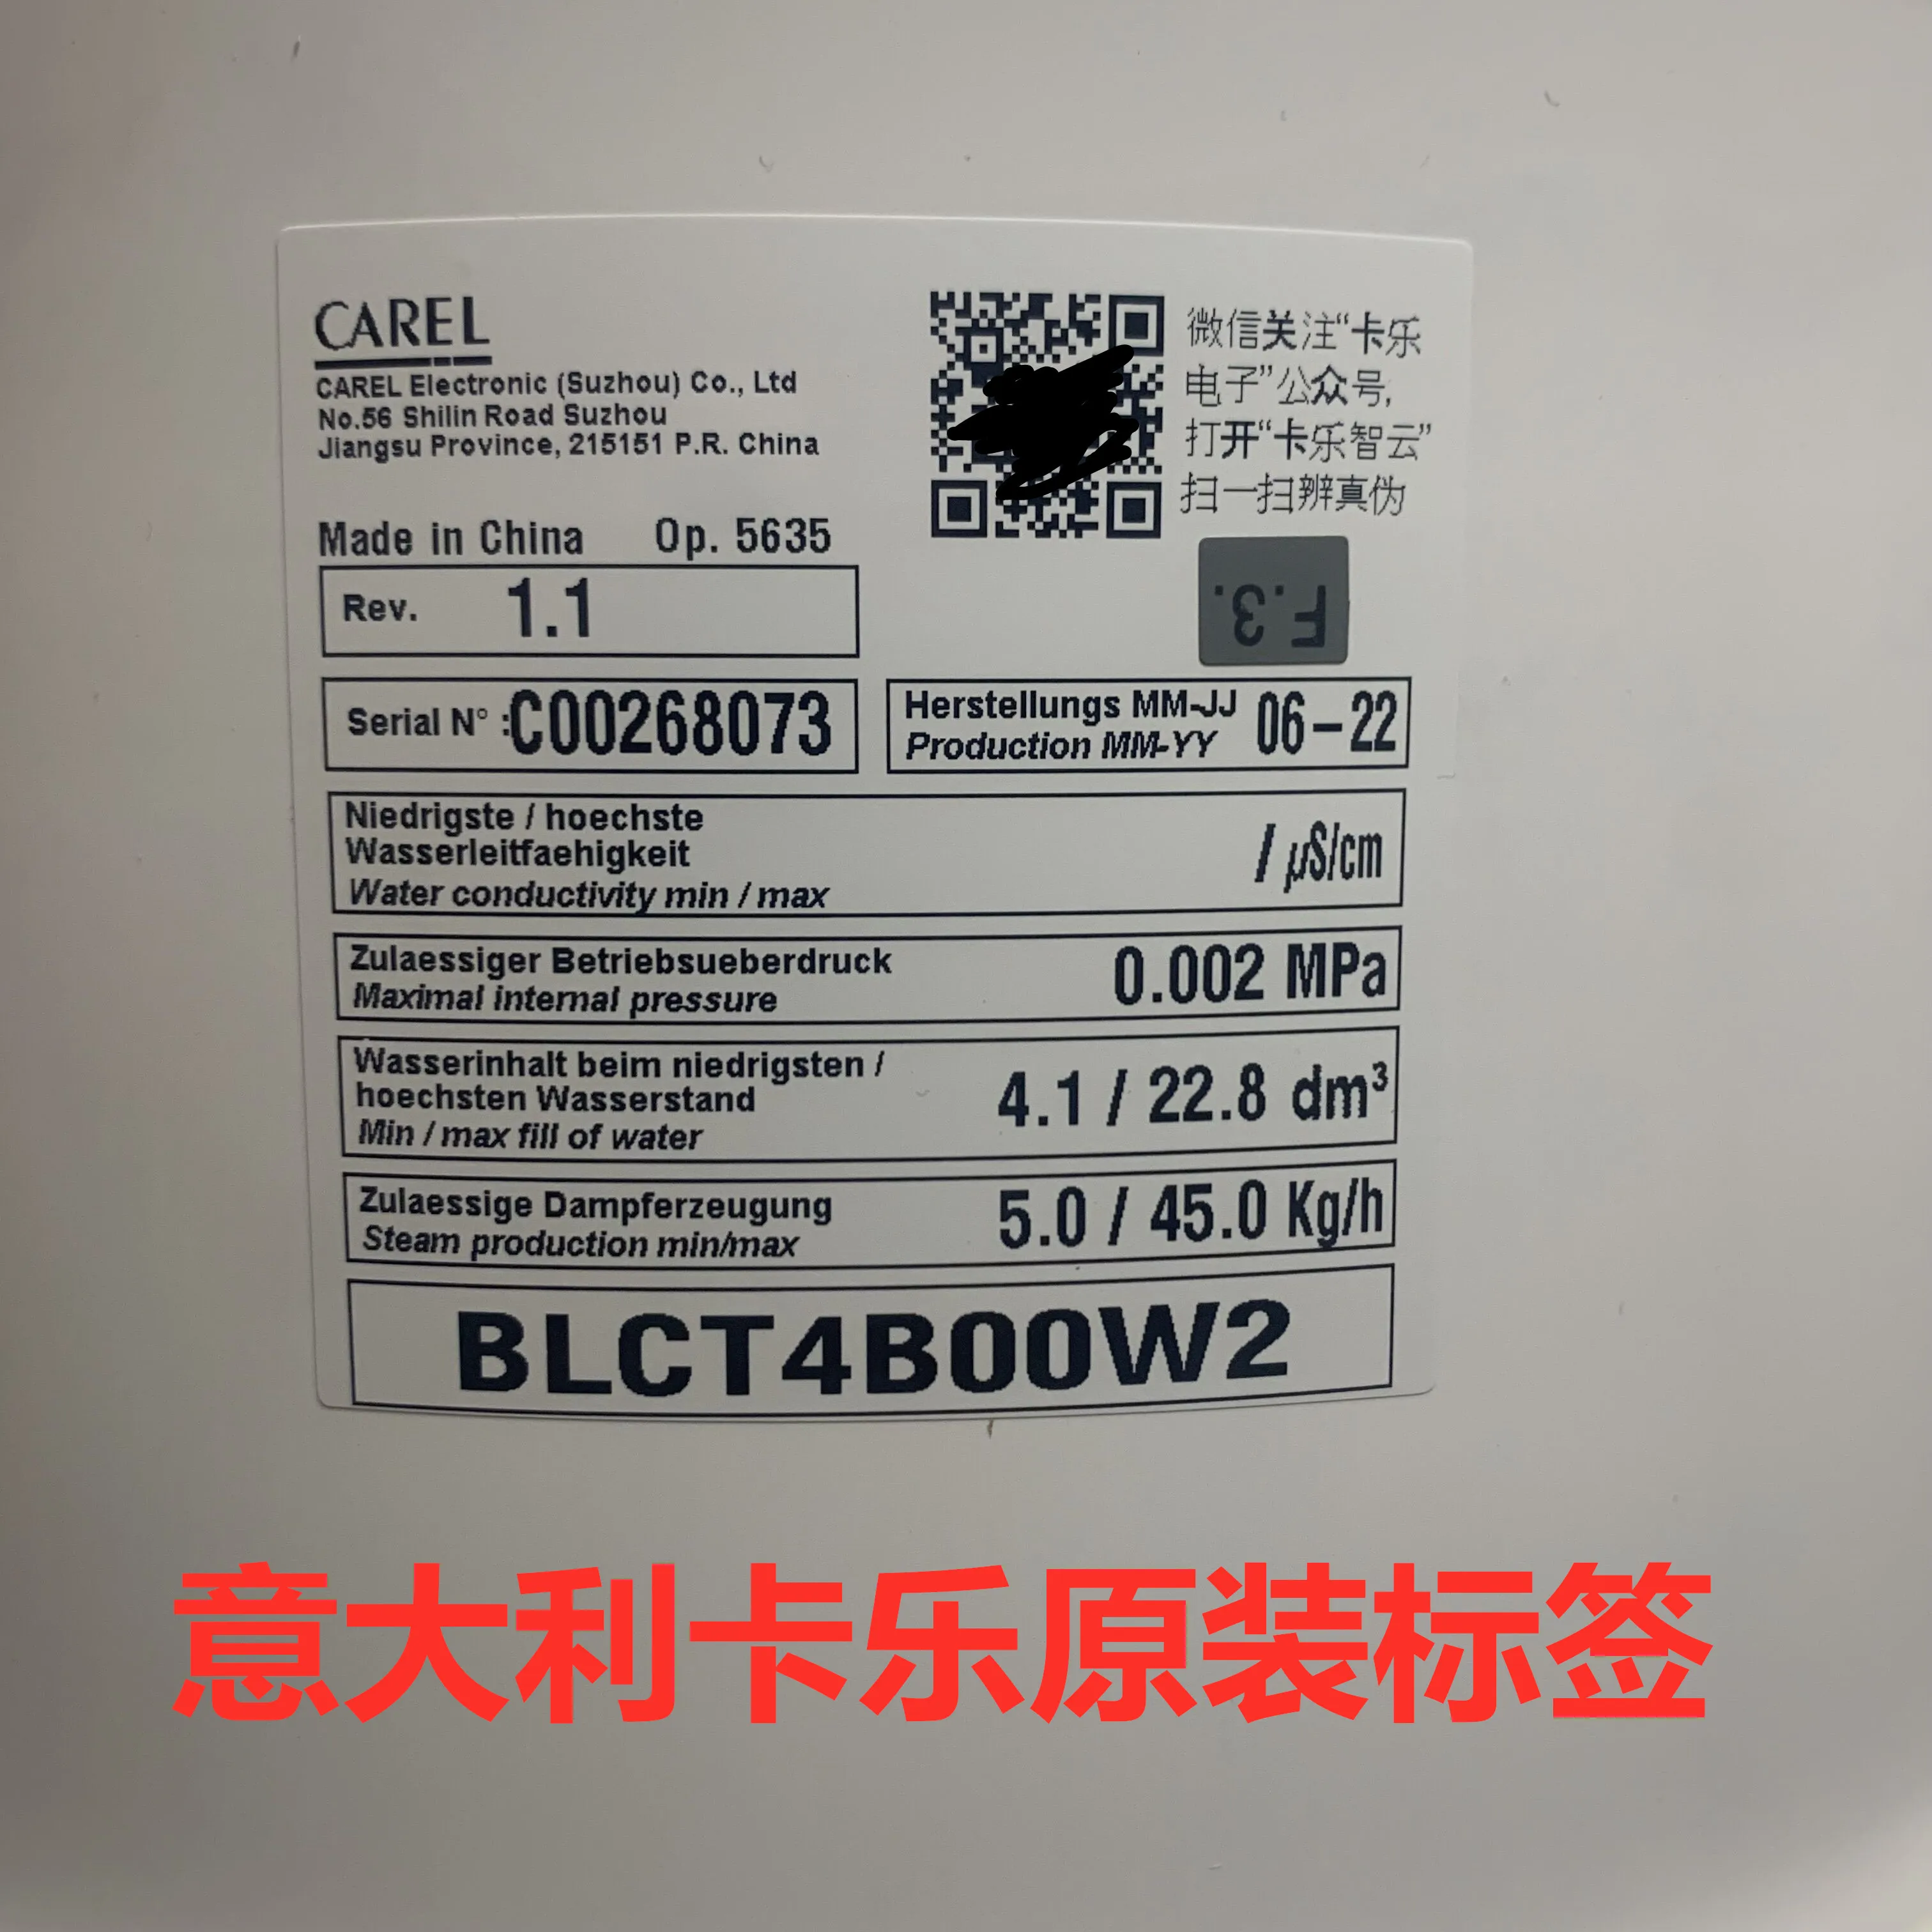 CAREL
CAREL Electronic (Suzhou) Co., Ltd
No.56 Shilin Road Suzhou
Jiangsu Province, 215151 P.R. China
微信关注“卡乐
电子”公众号,
打开“卡乐智云”
扫一扫辨真伪
Made in China Op. 5635
F.3.
Rev. 1.1
Serial N° :C00268073
Herstellungs MM-JJ 06-22
Production MM-YY
Niedrigste / hoechste
Wasserleitfaehigkeit
Water conductivity min / max
/ µS/cm
Zulaessiger Betriebsueberdruck
Maximal internal pressure
0.002 MPa
Wasserinhalt beim niedrigsten /
hoechsten Wasserstand
Min / max fill of water
4.1 / 22.8 dm³
Zulaessige Dampferzeugung
Steam production min/max
5.0 / 45.0 Kg/h
BLCT4B00W2
意大利卡乐原装标签